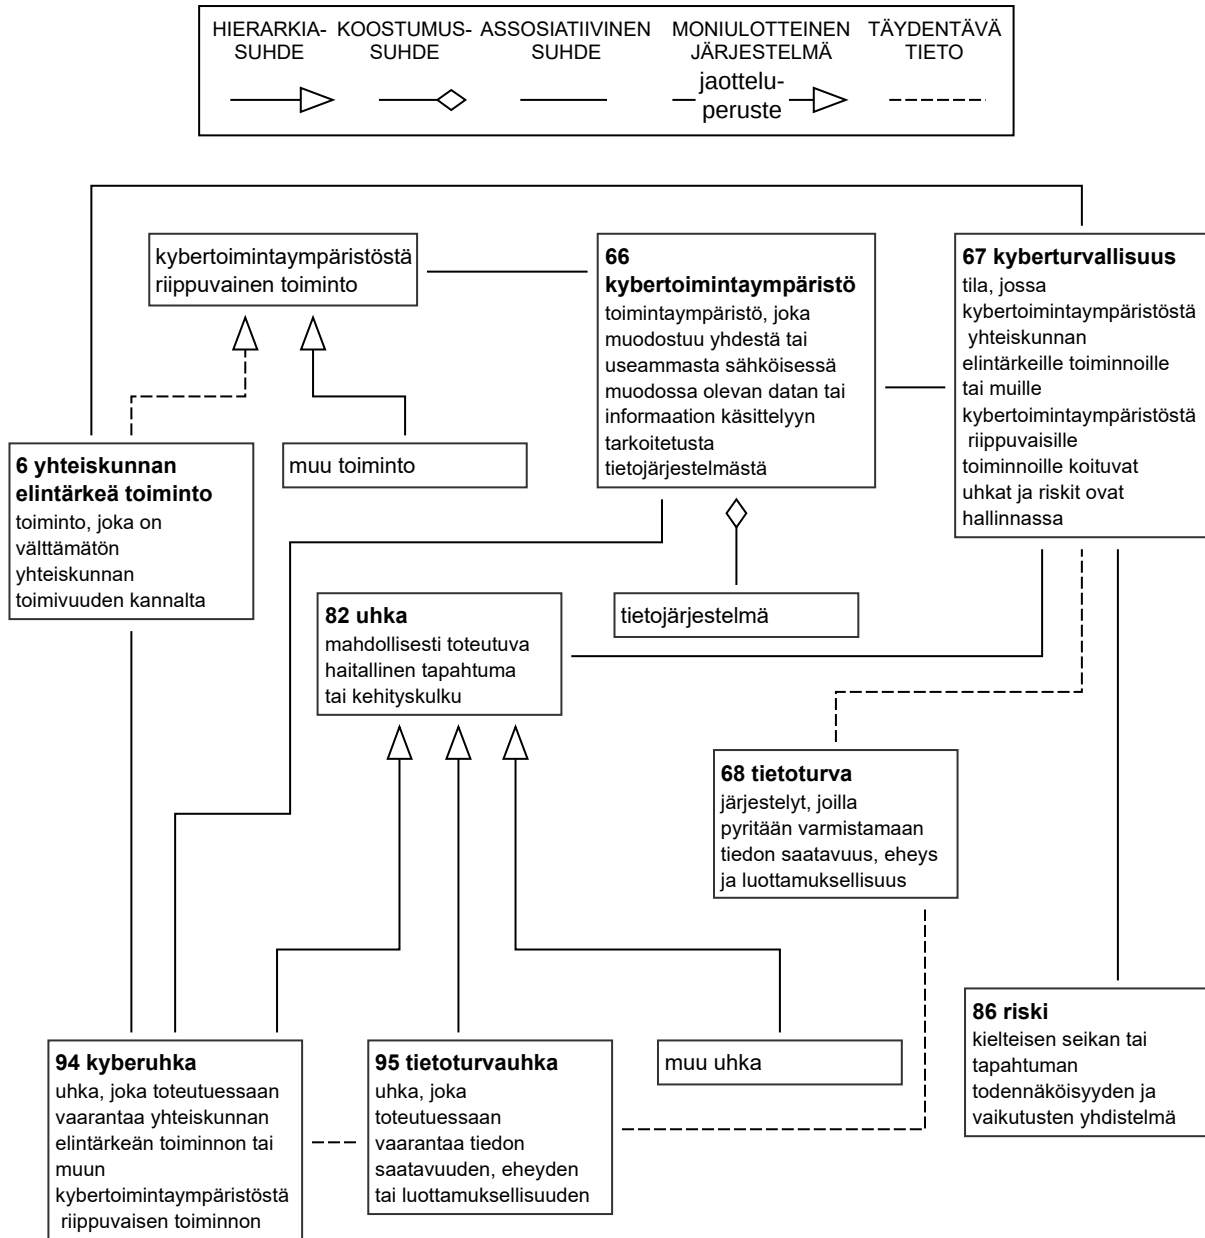 HIERARKIA-
SUHDE
KOOSTUMUS-
SUHDE
ASSOSIATIIVINEN
SUHDE
MONIULOTTEINEN
JÄRJESTELMÄ
TÄYDENTÄVÄ
TIETO
jaottelu-
peruste
kybertoimintaympäristöstä
riippuvainen toiminto
66
kybertoimintaympäristö
toimintaympäristö, joka
muodostuu yhdestä tai
useammasta sähköisessä
muodossa olevan datan tai
informaation käsittelyyn
tarkoitetusta
tietojärjestelmästä
67 kyberturvallisuus
tila, jossa
kybertoimintaympäristöstä
yhteiskunnan
elintärkeille toiminnoille
tai muille
kybertoimintaympäristöstä
riippuvaisille
toiminnoille koituvat
uhkat ja riskit ovat
hallinnassa
6 yhteiskunnan
elintärkeä toiminto
toiminto, joka on
välttämätön
yhteiskunnan
toimivuuden kannalta
muu toiminto
82 uhka
mahdollisesti toteutuva
haitallinen tapahtuma
tai kehityskulku
tietojärjestelmä
68 tietoturva
järjestelyt, joilla
pyritään varmistamaan
tiedon saatavuus, eheys
ja luottamuksellisuus
94 kyberuhka
uhka, joka toteutuessaan
vaarantaa yhteiskunnan
elintärkeän toiminnon tai
muun
kybertoimintaympäristöstä
riippuvaisen toiminnon
95 tietoturvauhka
uhka, joka
toteutuessaan
vaarantaa tiedon
saatavuuden, eheyden
tai luottamuksellisuuden
muu uhka
86 riski
kielteisen seikan tai
tapahtuman
todennäköisyyden ja
vaikutusten yhdistelmä